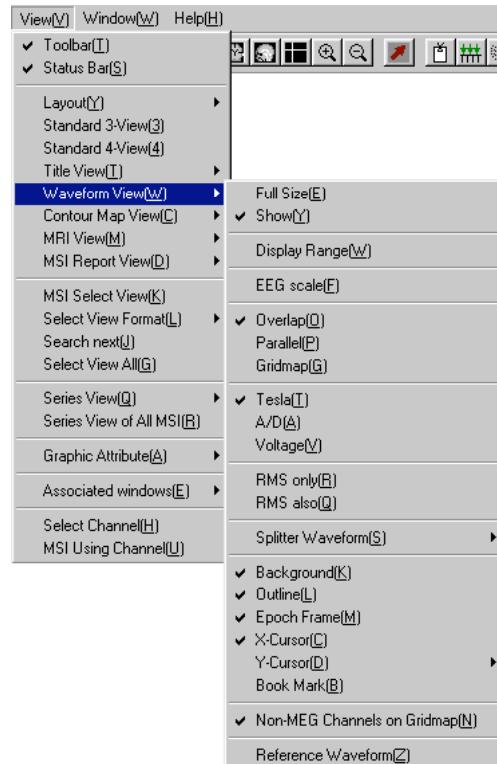 View(V) Window(W) Help(H)
Toolbar(T)
Status Bar(S)
Layout(Y)
Standard 3-View(3)
Standard 4-View(4)
Title View(T)
Waveform View(W)
Contour Map View(C)
MRI View(M)
MSI Report View(D)
MSI Select View(K)
Select View Format(L)
Search next(J)
Select View All(G)
Series View(Q)
Series View of All MSI(R)
Graphic Attribute(A)
Associated windows(E)
Select Channel(H)
MSI Using Channel(U)
Full Size(E)
Show(Y)
Display Range(W)
EEG scale(F)
Overlap(O)
Parallel(P)
Gridmap(G)
Tesla(T)
A/D(A)
Voltage(V)
RMS only(R)
RMS also(Q)
Splitter Waveform(S)
Background(K)
Outline(L)
Epoch Frame(M)
X-Cursor(C)
Y-Cursor(D)
Book Mark(B)
Non-MEG Channels on Gridmap(N)
Reference Waveform(Z)